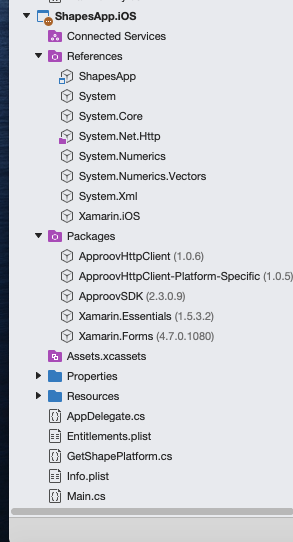 ShapesApp.iOS
Connected Services
References
ShapesApp
System
System.Core
System.Net.Http
System.Numerics
System.Numerics.Vectors
System.Xml
Xamarin.iOS
Packages
ApproovHttpClient (1.0.6)
ApproovHttpClient-Platform-Specific (1.0.5)
ApproovSDK (2.3.0.9)
Xamarin.Essentials (1.5.3.2)
Xamarin.Forms (4.7.0.1080)
Assets.xcassets
Properties
Resources
AppDelegate.cs
Entitlements.plist
GetShapePlatform.cs
Info.plist
Main.cs